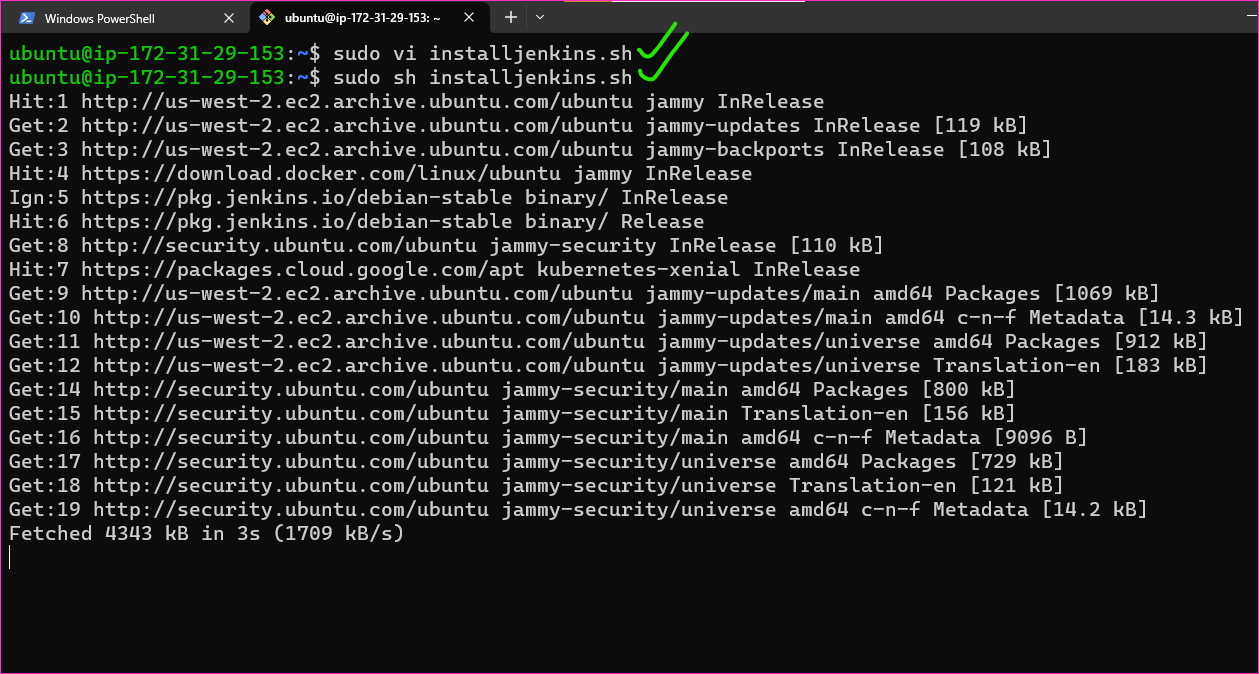 Windows PowerShell
ubuntu@ip-172-31-29-153: ~
ubuntu@ip-172-31-29-153:~$ sudo vi installjenkins.sh
ubuntu@ip-172-31-29-153:~$ sudo sh installjenkins.sh
Hit:1 http://us-west-2.ec2.archive.ubuntu.com/ubuntu jammy InRelease
Get:2 http://us-west-2.ec2.archive.ubuntu.com/ubuntu jammy-updates InRelease [119 kB]
Get:3 http://us-west-2.ec2.archive.ubuntu.com/ubuntu jammy-backports InRelease [108 kB]
Hit:4 https://download.docker.com/linux/ubuntu jammy InRelease
Ign:5 https://pkg.jenkins.io/debian-stable binary/ InRelease
Hit:6 https://pkg.jenkins.io/debian-stable binary/ Release
Get:8 http://security.ubuntu.com/ubuntu jammy-security InRelease [110 kB]
Hit:7 https://packages.cloud.google.com/apt kubernetes-xenial InRelease
Get:9 http://us-west-2.ec2.archive.ubuntu.com/ubuntu jammy-updates/main amd64 Packages [1069 kB]
Get:10 http://us-west-2.ec2.archive.ubuntu.com/ubuntu jammy-updates/main amd64 c-n-f Metadata [14.3 kB]
Get:11 http://us-west-2.ec2.archive.ubuntu.com/ubuntu jammy-updates/universe amd64 Packages [912 kB]
Get:12 http://us-west-2.ec2.archive.ubuntu.com/ubuntu jammy-updates/universe Translation-en [183 kB]
Get:14 http://security.ubuntu.com/ubuntu jammy-security/main amd64 Packages [800 kB]
Get:15 http://security.ubuntu.com/ubuntu jammy-security/main Translation-en [156 kB]
Get:16 http://security.ubuntu.com/ubuntu jammy-security/main amd64 c-n-f Metadata [9096 B]
Get:17 http://security.ubuntu.com/ubuntu jammy-security/universe amd64 Packages [729 kB]
Get:18 http://security.ubuntu.com/ubuntu jammy-security/universe Translation-en [121 kB]
Get:19 http://security.ubuntu.com/ubuntu jammy-security/universe amd64 c-n-f Metadata [14.2 kB]
Fetched 4343 kB in 3s (1709 kB/s)